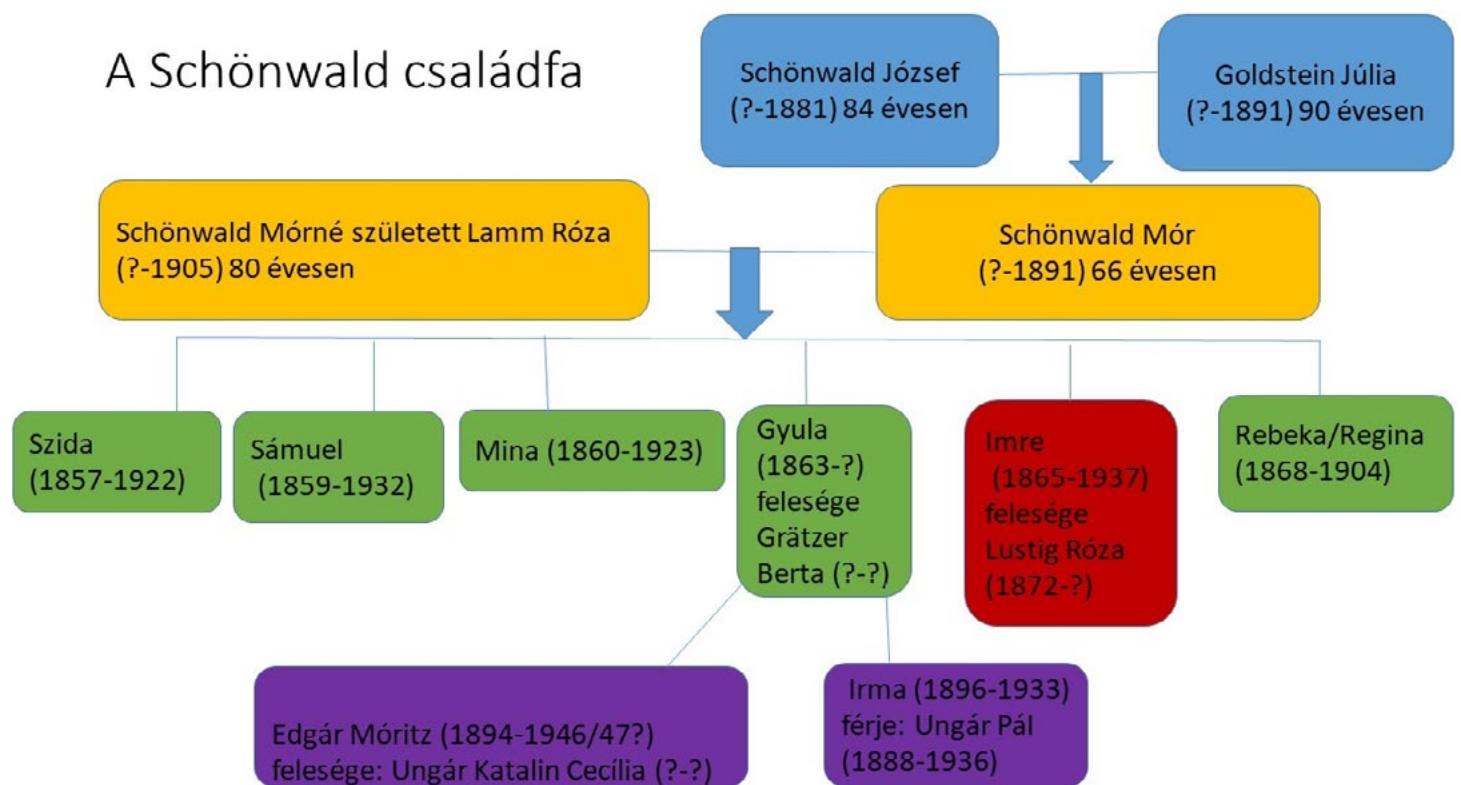 A Schönwald családfa
Schönwald József
(?-1881) 84 évesen
Goldstein Júlia
(?-1891) 90 évesen
Schönwald Mórné született Lamm Róza
(?-1905) 80 évesen
Schönwald Mór
(?-1891) 66 évesen
Szida
(1857-1922)
Sámuel
(1859-1932)
Mina (1860-1923)
Gyula
(1863-?)
felesége
Grätzer
Berta (?-?)
Imre
(1865-1937)
felesége
Lustig Róza
(1872-?)
Rebeka/Regina
(1868-1904)
Edgár Móritz (1894-1946/47?)
felesége: Ungár Katalin Cecília (?-?)
Irma (1896-1933)
férje: Ungár Pál
(1888-1936)